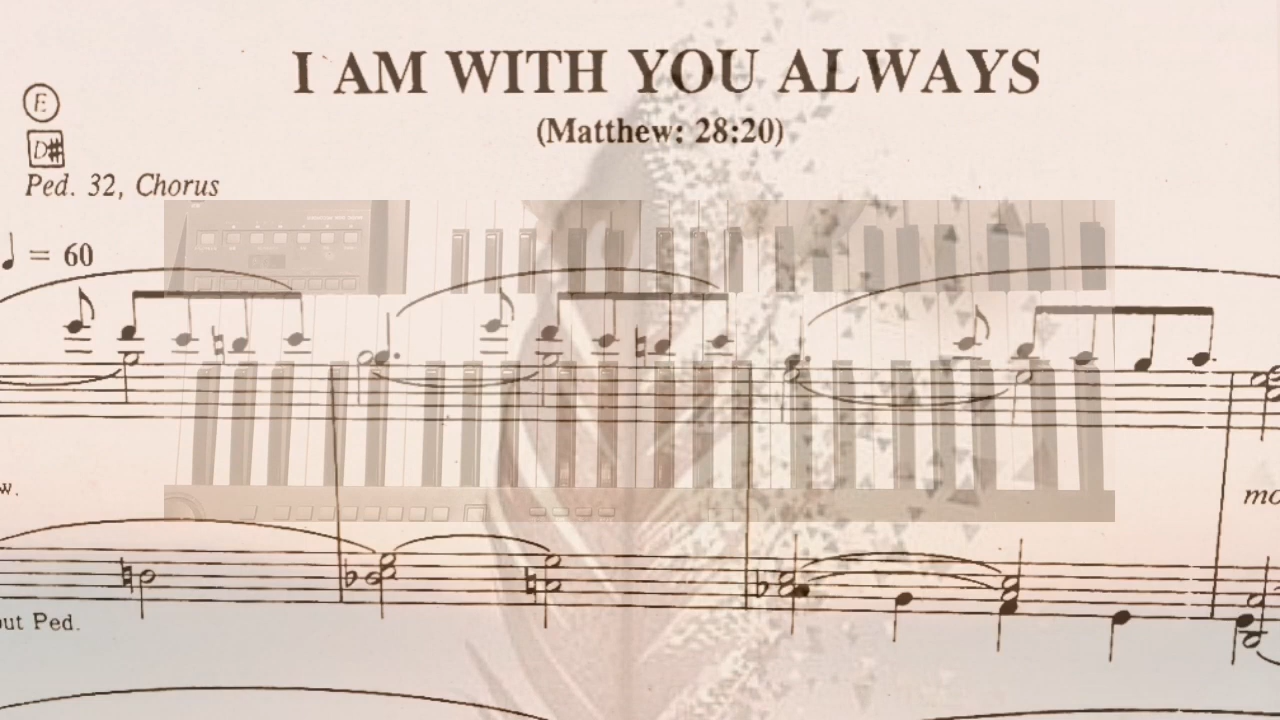 I AM WITH YOU ALWAYS
(Matthew: 28:20)
E
D#
Ped. 32, Chorus
♩ = 60
w.
mo
out Ped.